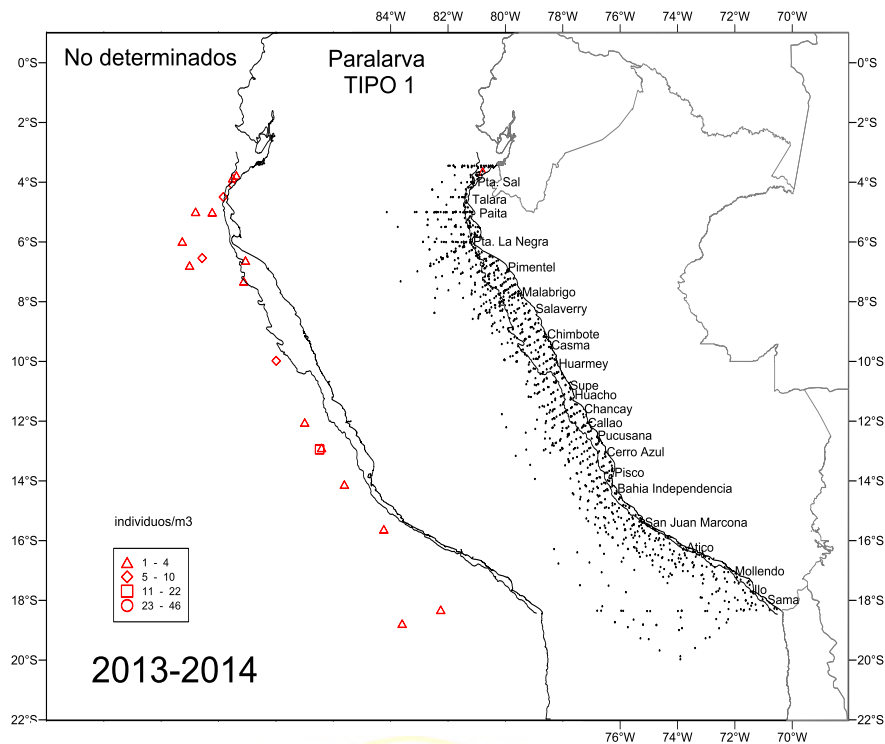 84°W 82°W 80°W 78°W 76°W 74°W 72°W 70°W
No determinados
Paralarva
TIPO 1
0°S 0°S
2°S 2°S
4°S 4°S
6°S 6°S
8°S 8°S
10°S 10°S
12°S 12°S
14°S 14°S
16°S 16°S
18°S 18°S
20°S 20°S
22°S 22°S
Pta. Sal
Talara
Paita
Pta. La Negra
Pimentel
Malabrigo
Salaverry
Chimbote
Casma
Huarmey
Supe
Huacho
Chancay
Callao
Pucusana
Cerro Azul
Pisco
Bahia Independencia
San Juan Marcona
Atico
Mollendo
Ilo
Sama
individuos/m3
1 - 4
5 - 10
11 - 22
23 - 46
2013-2014
76°W 74°W 72°W 70°W